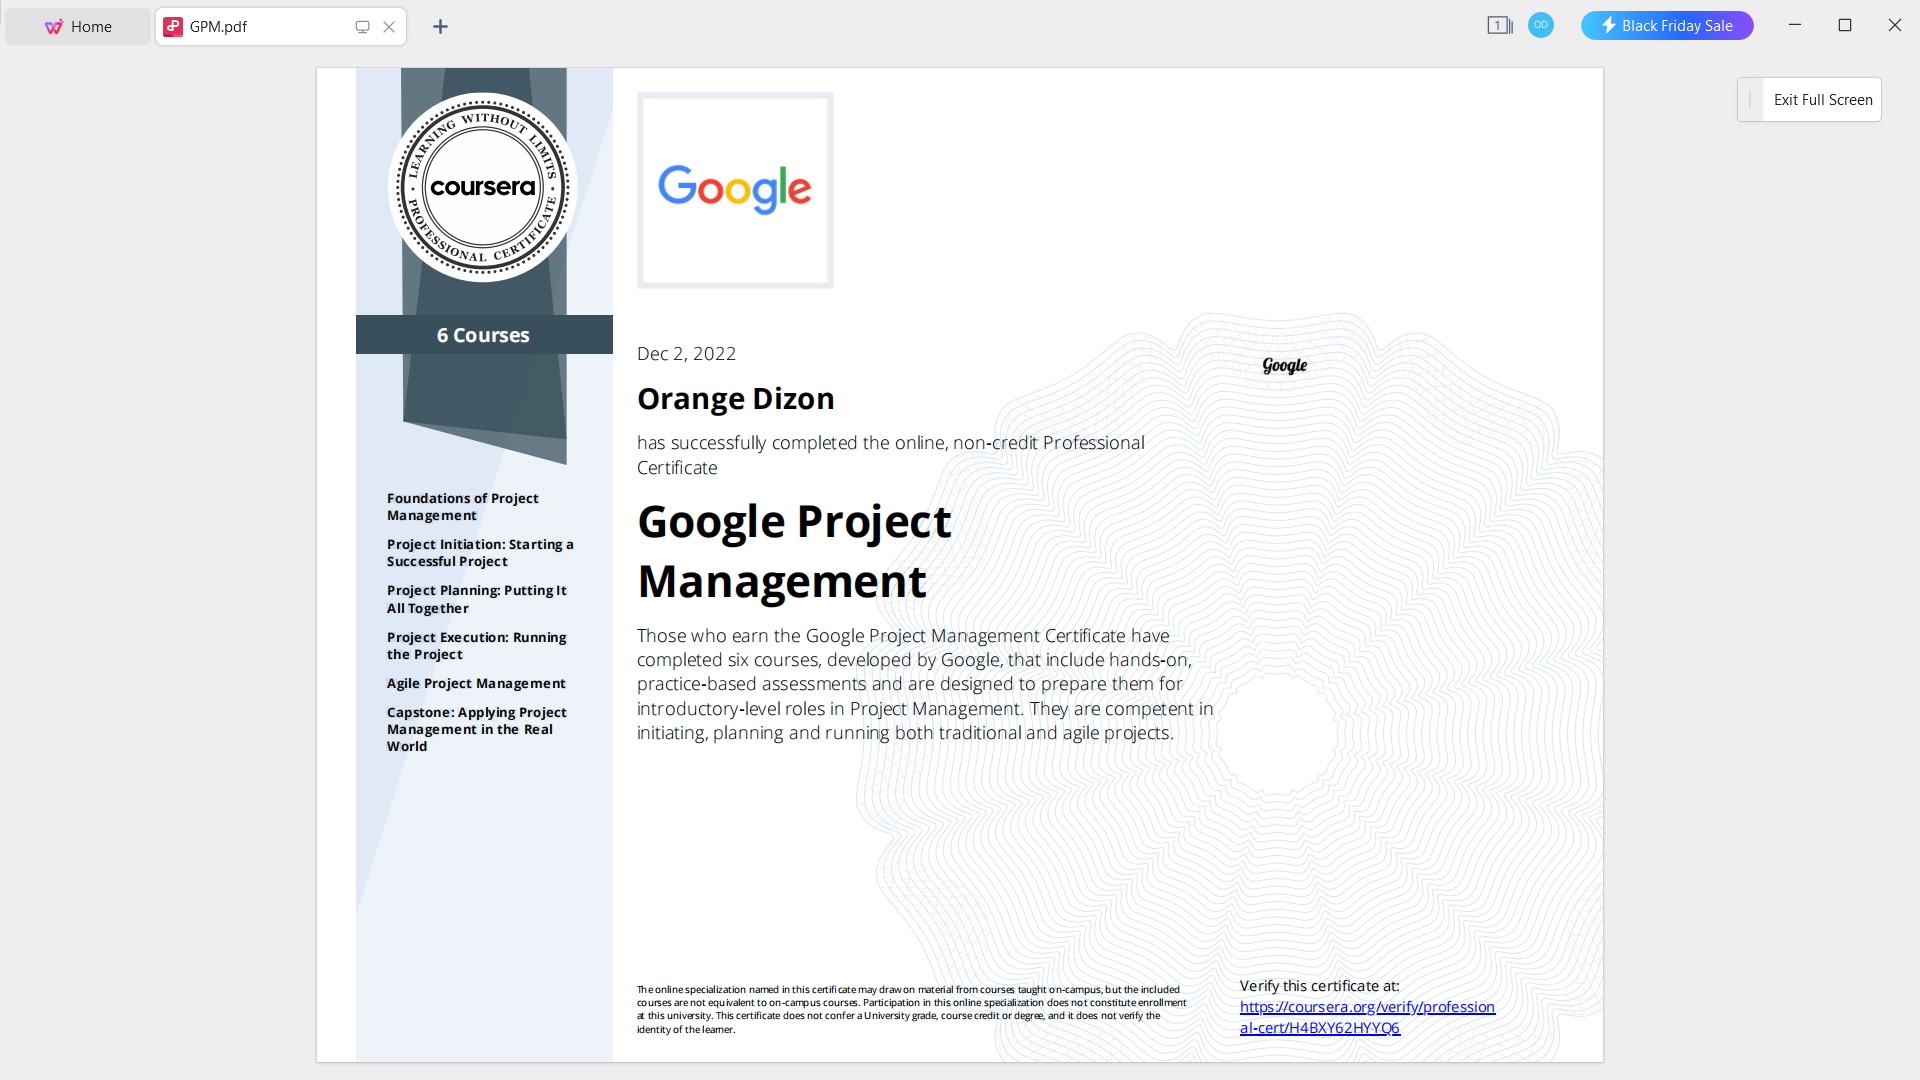 Home
GPM.pdf
1
OD
Black Friday Sale
Exit Full Screen
LEARNING WITHOUT LIMITS
coursera
PROFESSIONAL CERTIFICATE
6 Courses
Foundations of Project
Management
Project Initiation: Starting a
Successful Project
Project Planning: Putting It
All Together
Project Execution: Running
the Project
Agile Project Management
Capstone: Applying Project
Management in the Real
World
Google
Dec 2, 2022
Google
Orange Dizon
has successfully completed the online, non-credit Professional
Certificate
Google Project
Management
Those who earn the Google Project Management Certificate have
completed six courses, developed by Google, that include hands-on,
practice-based assessments and are designed to prepare them for
introductory-level roles in Project Management. They are competent in
initiating, planning and running both traditional and agile projects.
The online specialization named in this certificate may draw on material from courses taught on-campus, but the included
courses are not equivalent to on-campus courses. Participation in this online specialization does not constitute enrollment
at this university. This certificate does not confer a University grade, course credit or degree, and it does not verify the
identity of the learner.
Verify this certificate at:
https://coursera.org/verify/profession
al-cert/H4BXY62HYYQ6